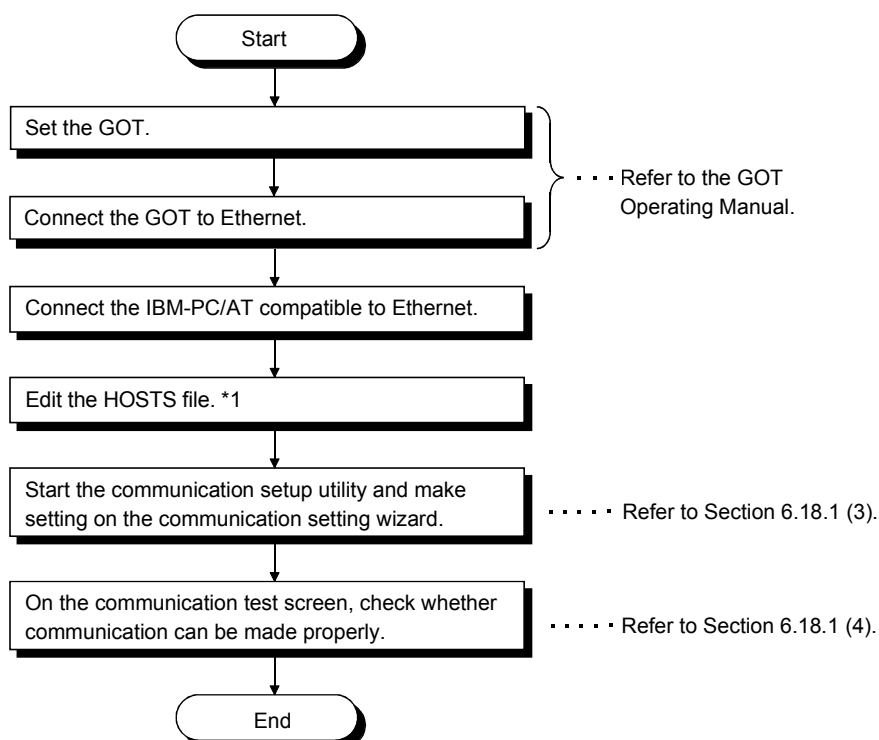 Start
Set the GOT.
Connect the GOT to Ethernet.
· · · Refer to the GOT
Operating Manual.
Connect the IBM-PC/AT compatible to Ethernet.
Edit the HOSTS file. *1
Start the communication setup utility and make
setting on the communication setting wizard.
· · · · · Refer to Section 6.18.1 (3).
On the communication test screen, check whether
communication can be made properly.
· · · · · Refer to Section 6.18.1 (4).
End